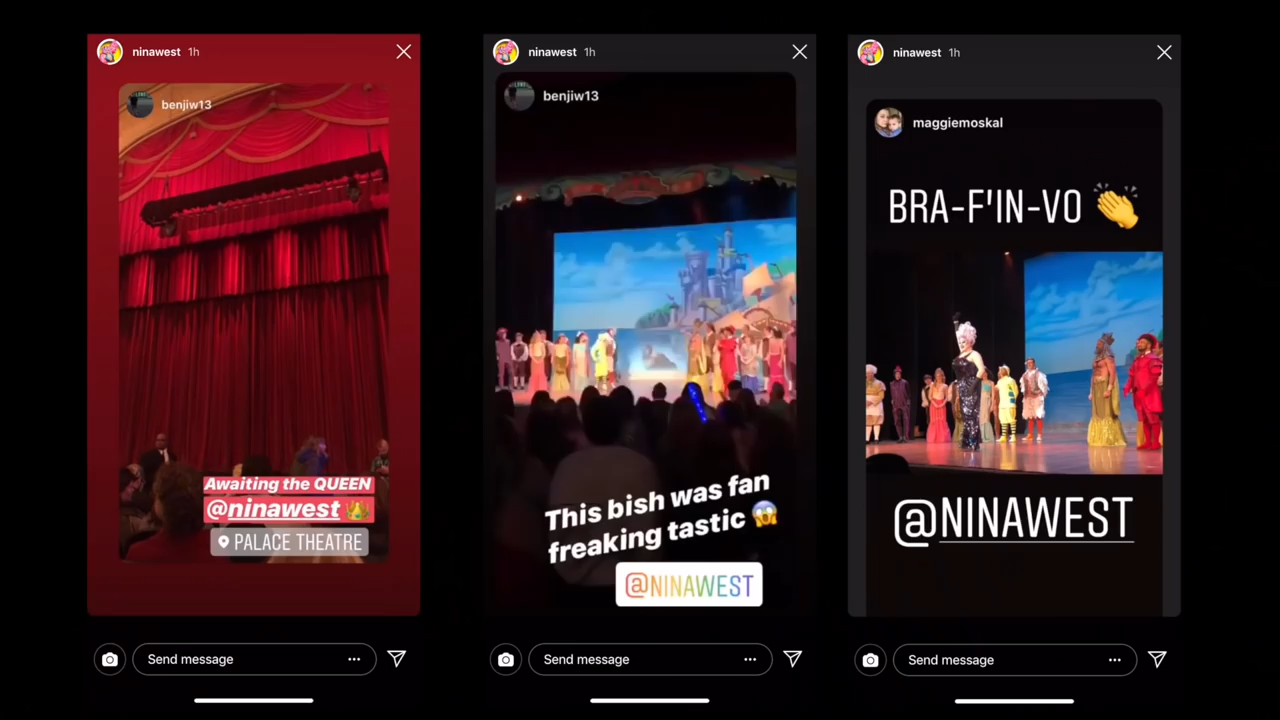 ninawest 1h
benjiw13
Awaiting the QUEEN
@ninawest
PALACE THEATRE
Send message
ninawest 1h
benjiw13
This bish was fan
freaking tastic
@NINAWEST
Send message
ninawest 1h
maggiemoskal
BRA-F'IN-VO
@NINAWEST
Send message